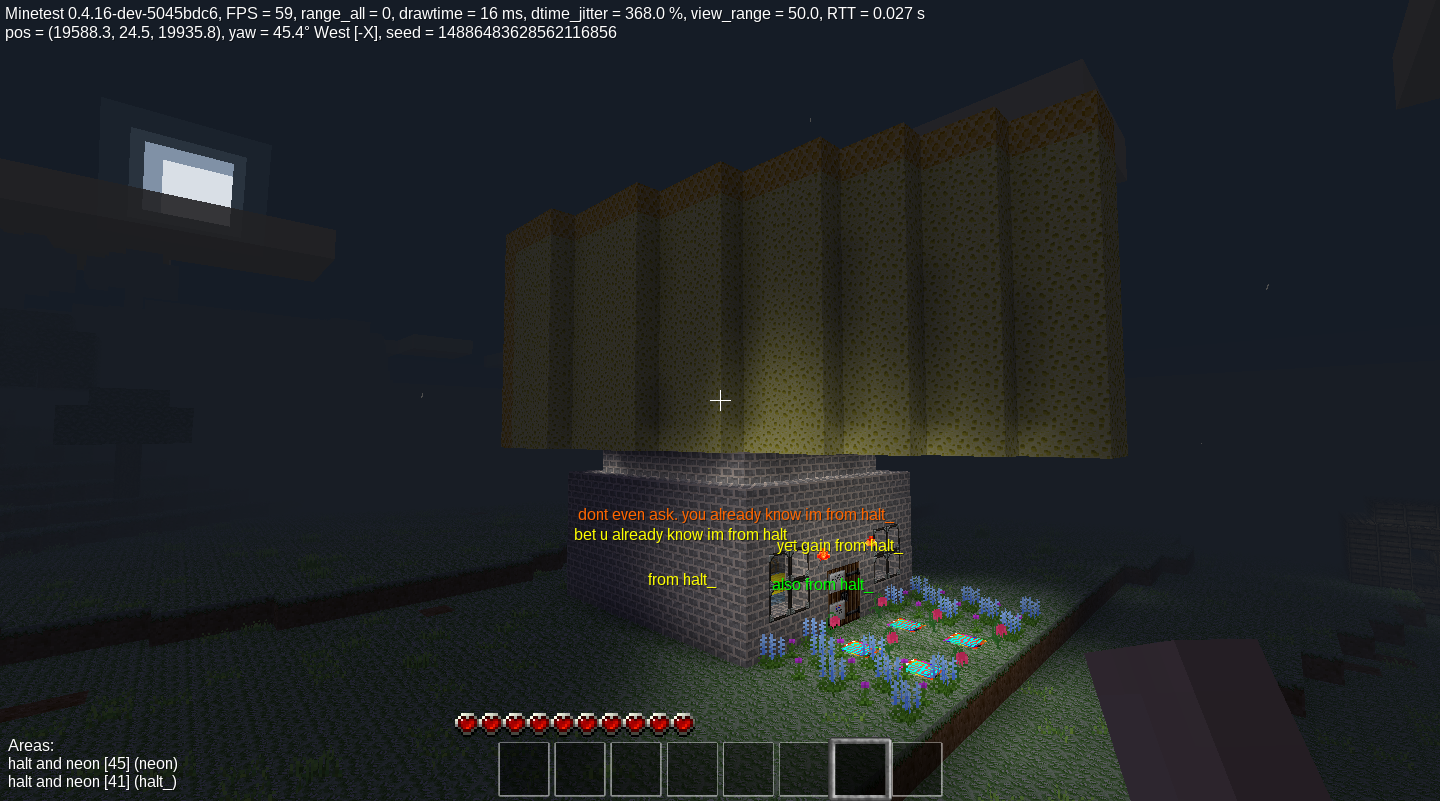 Minetest 0.4.16-dev-5045bdc6, FPS = 59, range_all = 0, drawtime = 16 ms, dtime_jitter = 368.0 %, view_range = 50.0, RTT = 0.027 s
pos = (19588.3, 24.5, 19935.8), yaw = 45.4° West [-X], seed = 14886483628562116856
dont even ask. you already know im from halt_
bet u already know im from halt_
yet gain from halt_
from halt_
also from halt_
Areas:
halt and neon [45] (neon)
halt and neon [41] (halt_)